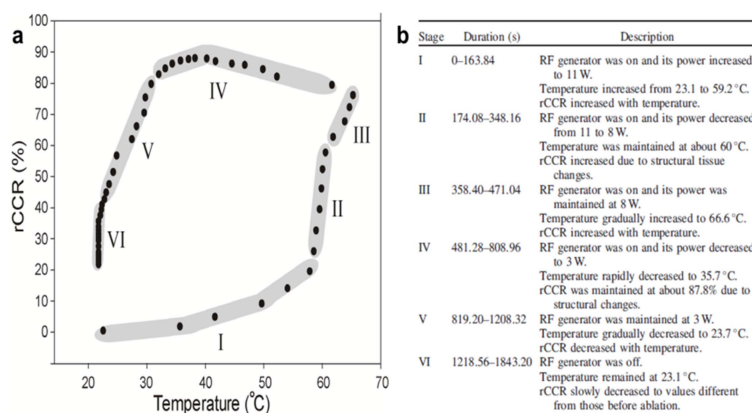 a
100
90
80
70
60
50
40
30
20
10
0
rCCR (%)
I
II
III
IV
V
VI
20 30 40 50 60 70
Temperature (°C)
b
Stage Duration (s) Description
I 0–163.84 RF generator was on and its power increased
to 11 W.
Temperature increased from 23.1 to 59.2 °C.
rCCR increased with temperature.
II 174.08–348.16 RF generator was on and its power decreased
from 11 to 8 W.
Temperature was maintained at about 60 °C.
rCCR increased due to structural tissue
changes.
III 358.40–471.04 RF generator was on and its power was
maintained at 8 W.
Temperature gradually increased to 66.6 °C.
rCCR increased with temperature.
IV 481.28–808.96 RF generator was on and its power decreased
to 3 W.
Temperature rapidly decreased to 35.7 °C.
rCCR was maintained at about 87.8% due to
structural changes.
V 819.20–1208.32 RF generator was maintained at 3 W.
Temperature gradually decreased to 23.7 °C.
rCCR decreased with temperature.
VI 1218.56–1843.20 RF generator was off.
Temperature remained at 23.1 °C.
rCCR slowly decreased to values different
from those before ablation.